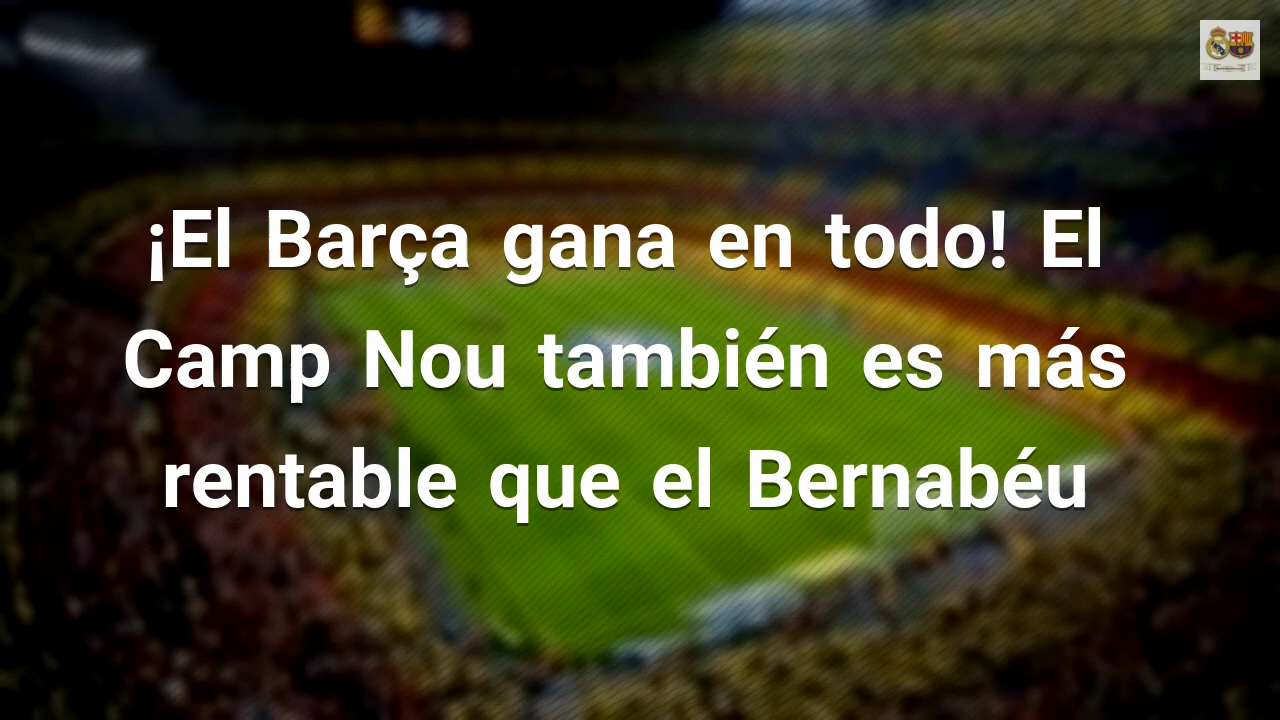 ¡El Barça gana en todo! El
Camp Nou también es más
rentable que el Bernabéu